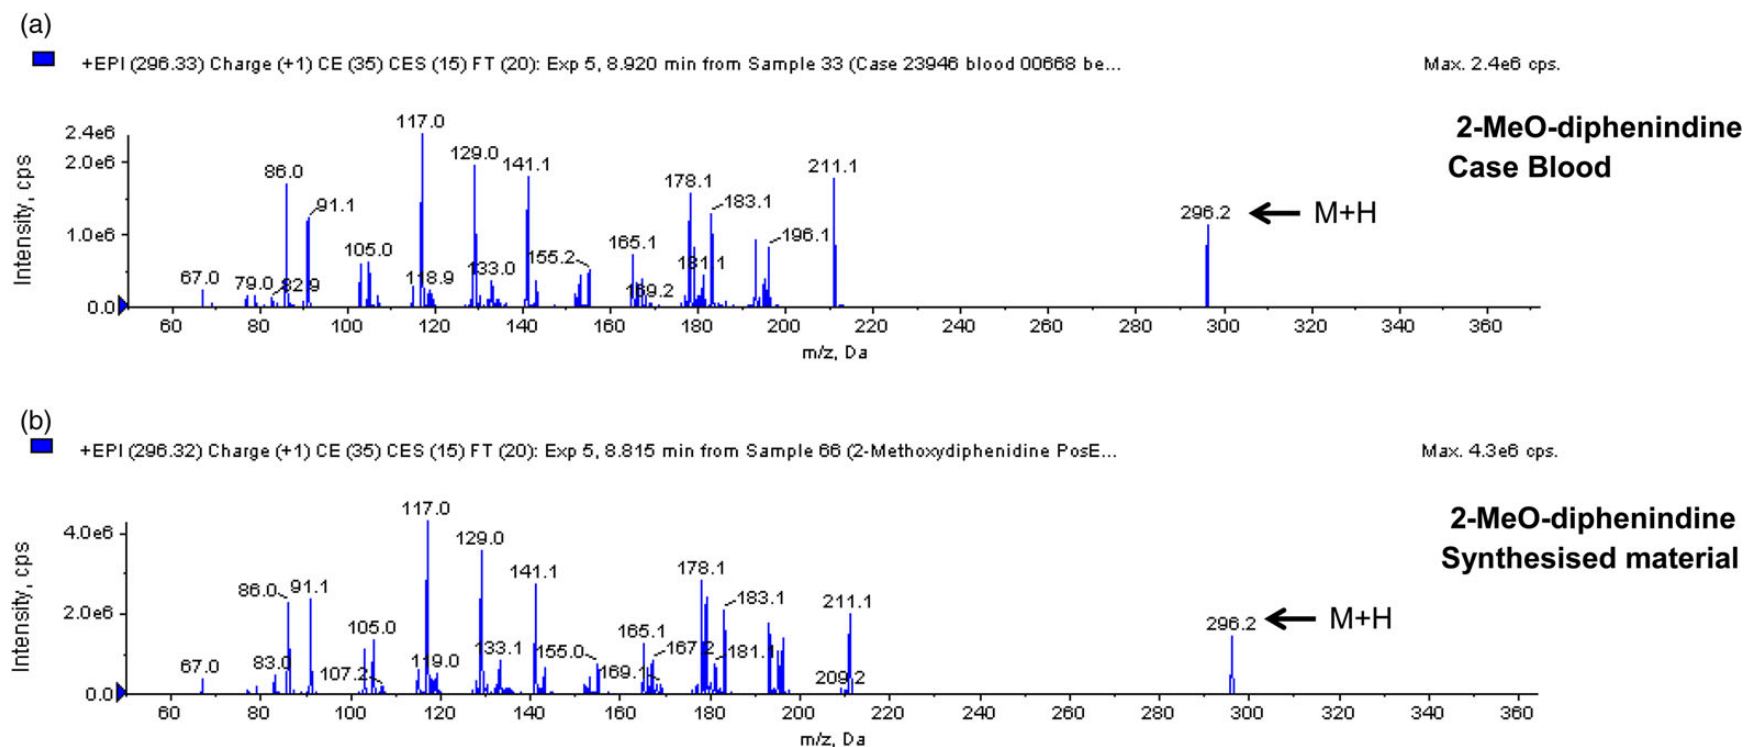 (a)
+EPI (296.33) Charge (+1) CE (35) CES (15) FT (20): Exp 5, 8.920 min from Sample 33 (Case 23946 blood 00668 be...
Max. 2.4e6 cps.
2-MeO-diphenindine
Case Blood
Intensity, cps
2.4e6
2.0e6
1.0e6
0.0
67.0
79.0
82.9
86.0
91.1
105.0
117.0
118.9
129.0
133.0
141.1
155.2
165.1
169.2
178.1
181.1
183.1
196.1
211.1
296.2
M+H
60 80 100 120 140 160 180 200 220 240 260 280 300 320 340 360
m/z, Da
(b)
+EPI (296.32) Charge (+1) CE (35) CES (15) FT (20): Exp 5, 8.815 min from Sample 66 (2-Methoxydiphenidine PosE...
Max. 4.3e6 cps.
2-MeO-diphenindine
Synthesised material
Intensity, cps
4.0e6
2.0e6
0.0
67.0
83.0
86.0
91.1
105.0
107.2
117.0
119.0
129.0
133.1
141.1
155.0
165.1
167.2
169.1
178.1
181.1
183.1
209.2
211.1
296.2
M+H
60 80 100 120 140 160 180 200 220 240 260 280 300 320 340 360
m/z, Da